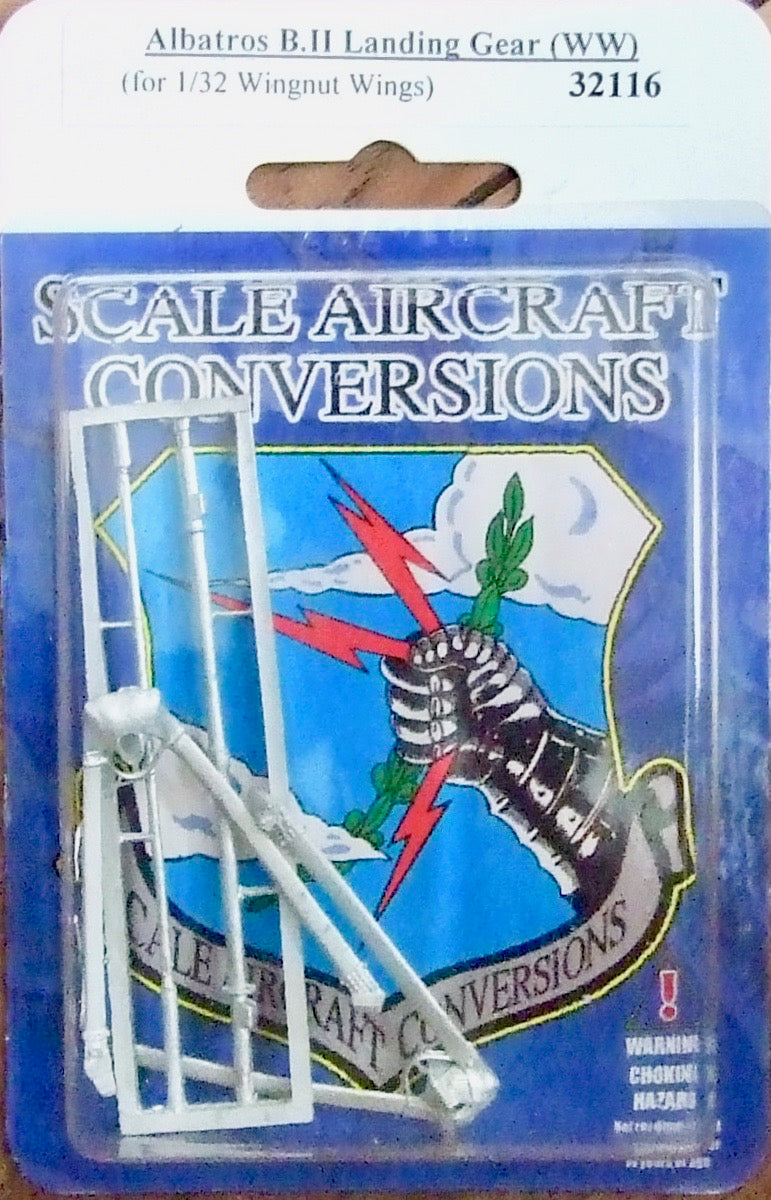 Albatros B.II Landing Gear (WW)
(for 1/32 Wingnut Wings) 32116
SCALE AIRCRAFT
CONVERSIONS
SCALE AIRCRAFT CONVERSIONS
WARNING
CHOKING
HAZARD